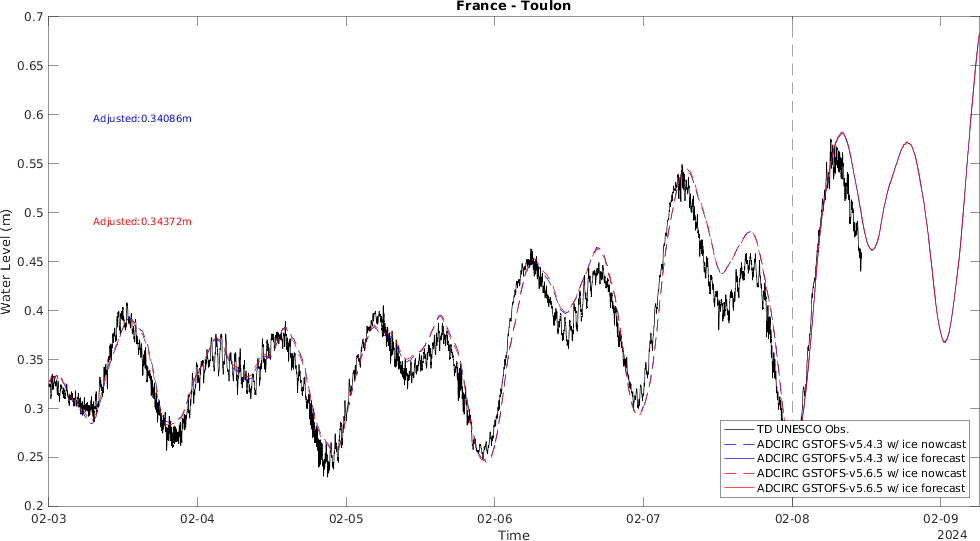 France - Toulon
0.7
0.65
0.6
0.55
0.5
0.45
0.4
0.35
0.3
0.25
0.2
Water Level (m)
Adjusted:0.34086m
Adjusted:0.34372m
TD UNESCO Obs.
ADCIRC GSTOFS-v5.4.3 w/ ice nowcast
ADCIRC GSTOFS-v5.4.3 w/ ice forecast
ADCIRC GSTOFS-v5.6.5 w/ ice nowcast
ADCIRC GSTOFS-v5.6.5 w/ ice forecast
02-03 02-04 02-05 02-06 02-07 02-08 02-09
Time
2024